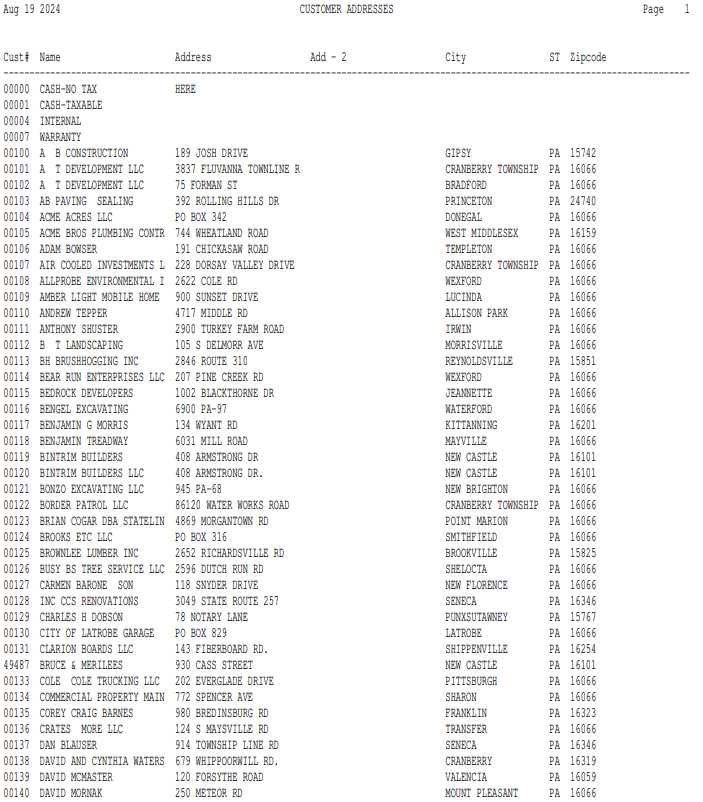 Aug 19 2024 CUSTOMER ADDRESSES Page 1
Cust# Name Address Add - 2 City ST Zipcode
00000 CASH-NO TAX HERE
00001 CASH-TAXABLE
00004 INTERNAL
00007 WARRANTY
00100 A  B CONSTRUCTION 189 JOSH DRIVE GIPSY PA 15742
00101 A  T DEVELOPMENT LLC 3837 FLUVANNA TOWNLINE R CRANBERRY TOWNSHIP PA 16066
00102 A  T DEVELOPMENT LLC 75 FORMAN ST BRADFORD PA 16066
00103 AB PAVING  SEALING 392 ROLLING HILLS DR PRINCETON PA 24740
00104 ACME ACRES LLC PO BOX 342 DONEGAL PA 16066
00105 ACME BROS PLUMBING CONTR 744 WHEATLAND ROAD WEST MIDDLESEX PA 16159
00106 ADAM BOWSER 191 CHICKASAW ROAD TEMPLETON PA 16066
00107 AIR COOLED INVESTMENTS L 228 DORSAY VALLEY DRIVE CRANBERRY TOWNSHIP PA 16066
00108 ALLPROBE ENVIRONMENTAL I 2622 COLE RD WEXFORD PA 16066
00109 AMBER LIGHT MOBILE HOME 900 SUNSET DRIVE LUCINDA PA 16066
00110 ANDREW TEPPER 4717 MIDDLE RD ALLISON PARK PA 16066
00111 ANTHONY SHUSTER 2900 TURKEY FARM ROAD IRWIN PA 16066
00112 B  T LANDSCAPING 105 S DELMORR AVE MORRISVILLE PA 16066
00113 BH BRUSHHOGGING INC 2846 ROUTE 310 REYNOLDSVILLE PA 15851
00114 BEAR RUN ENTERPRISES LLC 207 PINE CREEK RD WEXFORD PA 16066
00115 BEDROCK DEVELOPERS 1002 BLACKTHORNE DR JEANNETTE PA 16066
00116 BENGEL EXCAVATING 6900 PA-97 WATERFORD PA 16066
00117 BENJAMIN G MORRIS 134 WYANT RD KITTANNING PA 16201
00118 BENJAMIN TREADWAY 6031 MILL ROAD MAYVILLE PA 16066
00119 BINTRIM BUILDERS 408 ARMSTRONG DR NEW CASTLE PA 16101
00120 BINTRIM BUILDERS LLC 408 ARMSTRONG DR. NEW CASTLE PA 16101
00121 BONZO EXCAVATING LLC 945 PA-68 NEW BRIGHTON PA 16066
00122 BORDER PATROL LLC 86120 WATER WORKS ROAD CRANBERRY TOWNSHIP PA 16066
00123 BRIAN COGAR DBA STATELIN 4869 MORGANTOWN RD POINT MARION PA 16066
00124 BROOKS ETC LLC PO BOX 316 SMITHFIELD PA 16066
00125 BROWNLEE LUMBER INC 2652 RICHARDSVILLE RD BROOKVILLE PA 15825
00126 BUSY BS TREE SERVICE LLC 2596 DUTCH RUN RD SHELOCTA PA 16066
00127 CARMEN BARONE  SON 118 SNYDER DRIVE NEW FLORENCE PA 16066
00128 INC CCS RENOVATIONS 3049 STATE ROUTE 257 SENECA PA 16346
00129 CHARLES H DOBSON 78 NOTARY LANE PUNXSUTAWNEY PA 15767
00130 CITY OF LATROBE GARAGE PO BOX 829 LATROBE PA 16066
00131 CLARION BOARDS LLC 143 FIBERBOARD RD. SHIPPENVILLE PA 16254
49487 BRUCE & MERILEES 930 CASS STREET NEW CASTLE PA 16101
00133 COLE  COLE TRUCKING LLC 202 EVERGLADE DRIVE PITTSBURGH PA 16066
00134 COMMERCIAL PROPERTY MAIN 772 SPENCER AVE SHARON PA 16066
00135 COREY CRAIG BARNES 980 BREDINSBURG RD FRANKLIN PA 16323
00136 CRATES  MORE LLC 124 S MAYSVILLE RD TRANSFER PA 16066
00137 DAN BLAUSER 914 TOWNSHIP LINE RD SENECA PA 16346
00138 DAVID AND CYNTHIA WATERS 679 WHIPPOORWILL RD. CRANBERRY PA 16319
00139 DAVID MCMASTER 120 FORSYTHE ROAD VALENCIA PA 16059
00140 DAVID MORNAK 250 METEOR RD MOUNT PLEASANT PA 16066